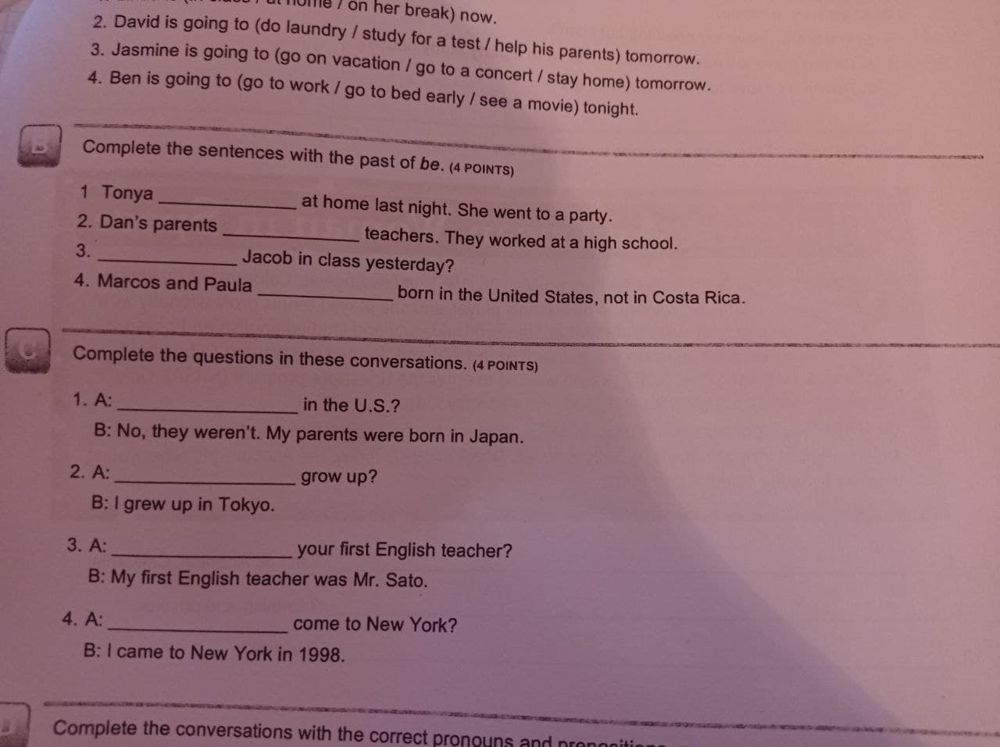 / on her break) now.
2. David is going to (do laundry / study for a test / help his parents) tomorrow.
3. Jasmine is going to (go on vacation / go to a concert / stay home) tomorrow.
4. Ben is going to (go to work / go to bed early / see a movie) tonight.
B
Complete the sentences with the past of be. (4 POINTS)
1 Tonya ____________ at home last night. She went to a party.
2. Dan's parents ____________ teachers. They worked at a high school.
3. ____________ Jacob in class yesterday?
4. Marcos and Paula ____________ born in the United States, not in Costa Rica.
C
Complete the questions in these conversations. (4 POINTS)
1. A: ________________ in the U.S.?
B: No, they weren't. My parents were born in Japan.
2. A: ________________ grow up?
B: I grew up in Tokyo.
3. A: ________________ your first English teacher?
B: My first English teacher was Mr. Sato.
4. A: ________________ come to New York?
B: I came to New York in 1998.
Complete the conversations with the correct pronouns and